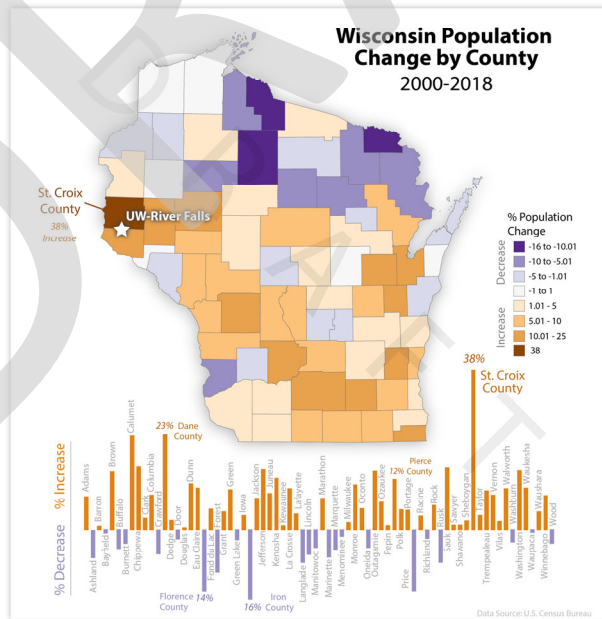 Wisconsin Population
Change by County
2000-2018
St. Croix
County
38%
Increase
UW-River Falls
% Population
Change
Decrease
Increase
-16 to -10.01
-10 to -5.01
-5 to -1.01
-1 to 1
1.01 - 5
5.01 - 10
10.01 - 25
38
38%
St. Croix
County
23% Dane
County
Pierce
12% County
% Increase
% Decrease
Adams
Ashland
Barron
Bayfield
Brown
Buffalo
Burnett
Calumet
Chippewa
Clark
Columbia
Crawford
Dodge
Door
Douglas
Dunn
Eau Claire
Florence
County
14%
Fond du Lac
Forest
Grant
Green
Green Lake
Iowa
16%
Iron
County
Jackson
Jefferson
Juneau
Kenosha
Kewaunee
La Crosse
Lafayette
Langlade
Lincoln
Manitowoc
Marathon
Marinette
Marquette
Menominee
Milwaukee
Monroe
Oconto
Oneida
Outagamie
Ozaukee
Pepin
Polk
Portage
Price
Racine
Richland
Rock
Rusk
Sauk
Sawyer
Shawano
Sheboygan
Taylor
Trempealeau
Vernon
Vilas
Walworth
Washburn
Washington
Waukesha
Waupaca
Waushara
Winnebago
Wood
Data Source: U.S. Census Bureau
DRAFT